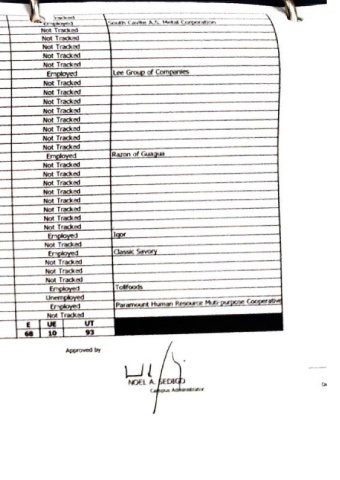 Tracked
Employed South Cavite A.S. Metal Corporation
Not Tracked
Not Tracked
Not Tracked
Not Tracked
Not Tracked
Employed Lee Group of Companies
Not Tracked
Not Tracked
Not Tracked
Not Tracked
Not Tracked
Not Tracked
Not Tracked
Not Tracked
Employed Razon of Guagua
Not Tracked
Not Tracked
Not Tracked
Not Tracked
Not Tracked
Not Tracked
Not Tracked
Not Tracked
Employed Igor
Not Tracked
Employed Classic Savory
Not Tracked
Not Tracked
Not Tracked
Employed Tollfoods
Unemployed
Employed Paramount Human Resource Multi-purpose Cooperative
Not Tracked
E UE UT
68 10 93
Approved by
NOEL A. SEDIGO
Campus Administrator